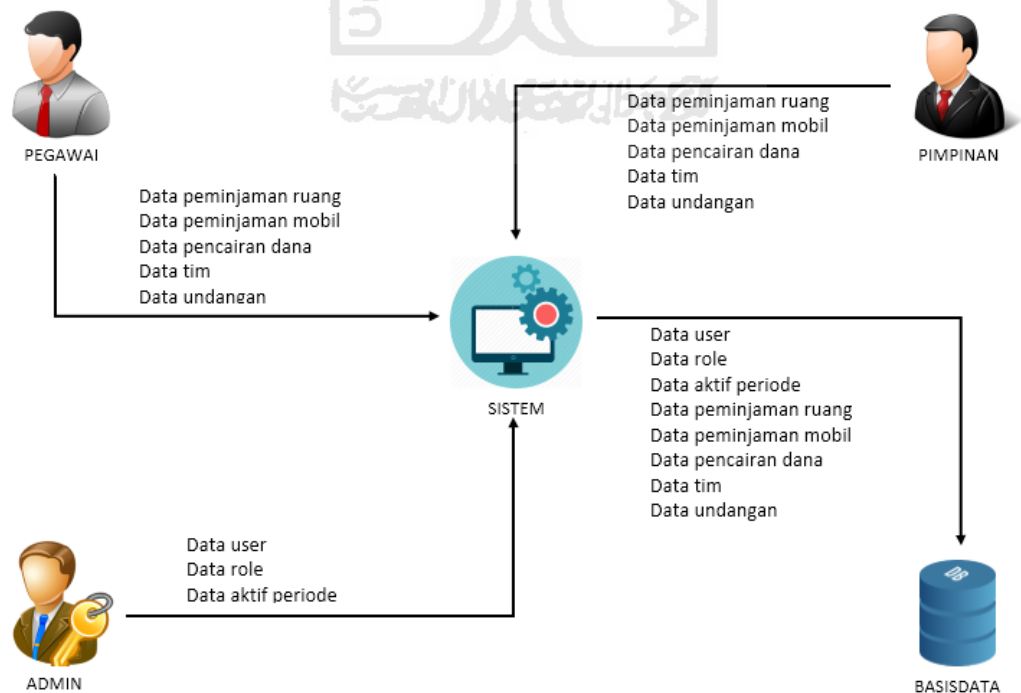 PEGAWAI
Data peminjaman ruang
Data peminjaman mobil
Data pencairan dana
Data tim
Data undangan
PIMPINAN
Data peminjaman ruang
Data peminjaman mobil
Data pencairan dana
Data tim
Data undangan
SISTEM
Data user
Data role
Data aktif periode
Data peminjaman ruang
Data peminjaman mobil
Data pencairan dana
Data tim
Data undangan
ADMIN
Data user
Data role
Data aktif periode
DB
BASISDATA